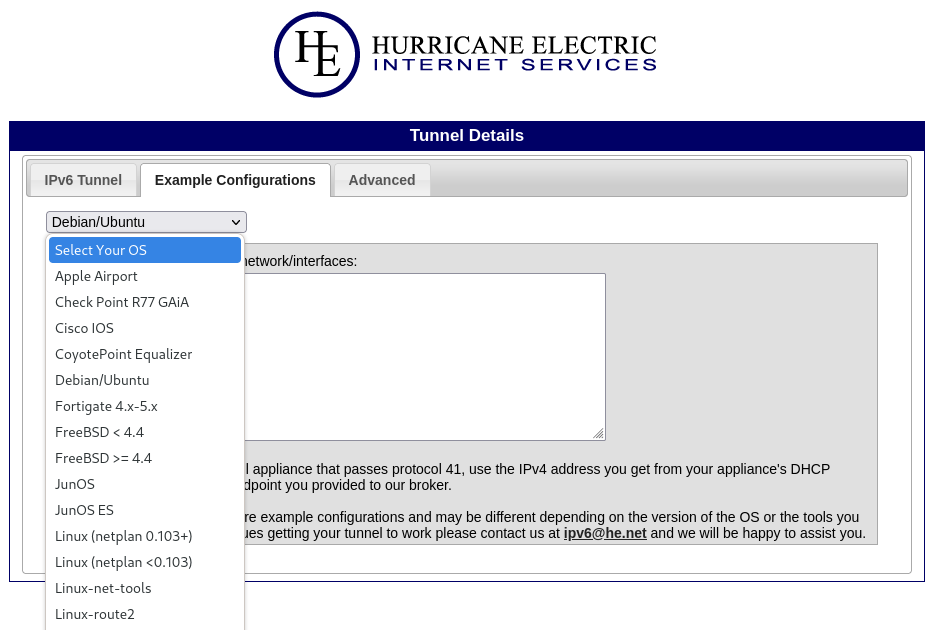 HE
HURRICANE ELECTRIC
INTERNET SERVICES
Tunnel Details
IPv6 Tunnel
Example Configurations
Advanced
Debian/Ubuntu
Select Your OS
Apple Airport
Check Point R77 GAiA
Cisco IOS
CoyotePoint Equalizer
Debian/Ubuntu
Fortigate 4.x-5.x
FreeBSD < 4.4
FreeBSD >= 4.4
JunOS
JunOS ES
Linux (netplan 0.103+)
Linux (netplan <0.103)
Linux-net-tools
Linux-route2
network/interfaces:
appliance that passes protocol 41, use the IPv4 address you get from your appliance's DHCP
you provided to our broker.
example configurations and may be different depending on the version of the OS or the tools you
getting your tunnel to work please contact us at ipv6@he.net and we will be happy to assist you.